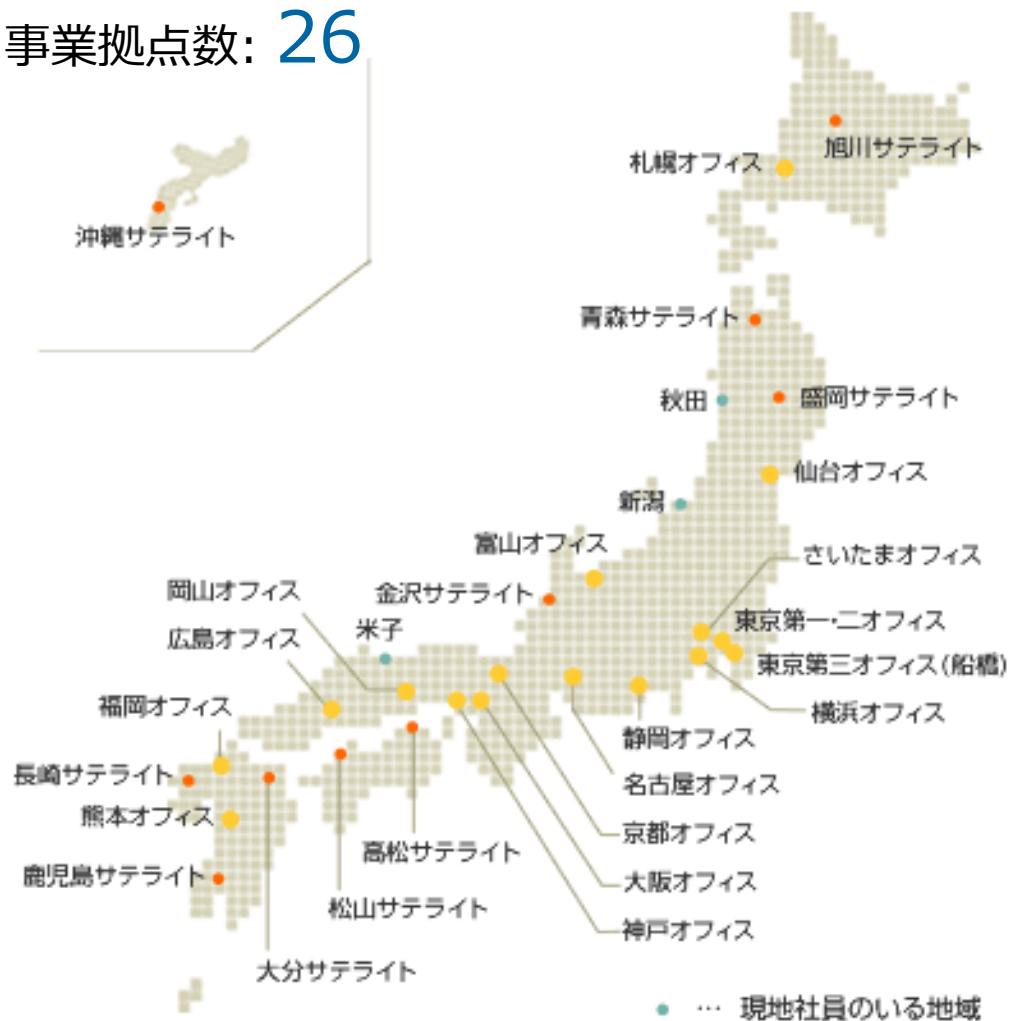 事業拠点数: 26
旭川サテライト
札幌オフィス
沖縄サテライト
青森サテライト
秋田
盛岡サテライト
仙台オフィス
新潟
富山オフィス
さいたまオフィス
岡山オフィス
金沢サテライト
米子
東京第一・二オフィス
広島オフィス
東京第三オフィス(船橋)
福岡オフィス
横浜オフィス
静岡オフィス
長崎サテライト
名古屋オフィス
熊本オフィス
京都オフィス
高松サテライト
鹿児島サテライト
大阪オフィス
松山サテライト
神戸オフィス
大分サテライト
… 現地社員のいる地域